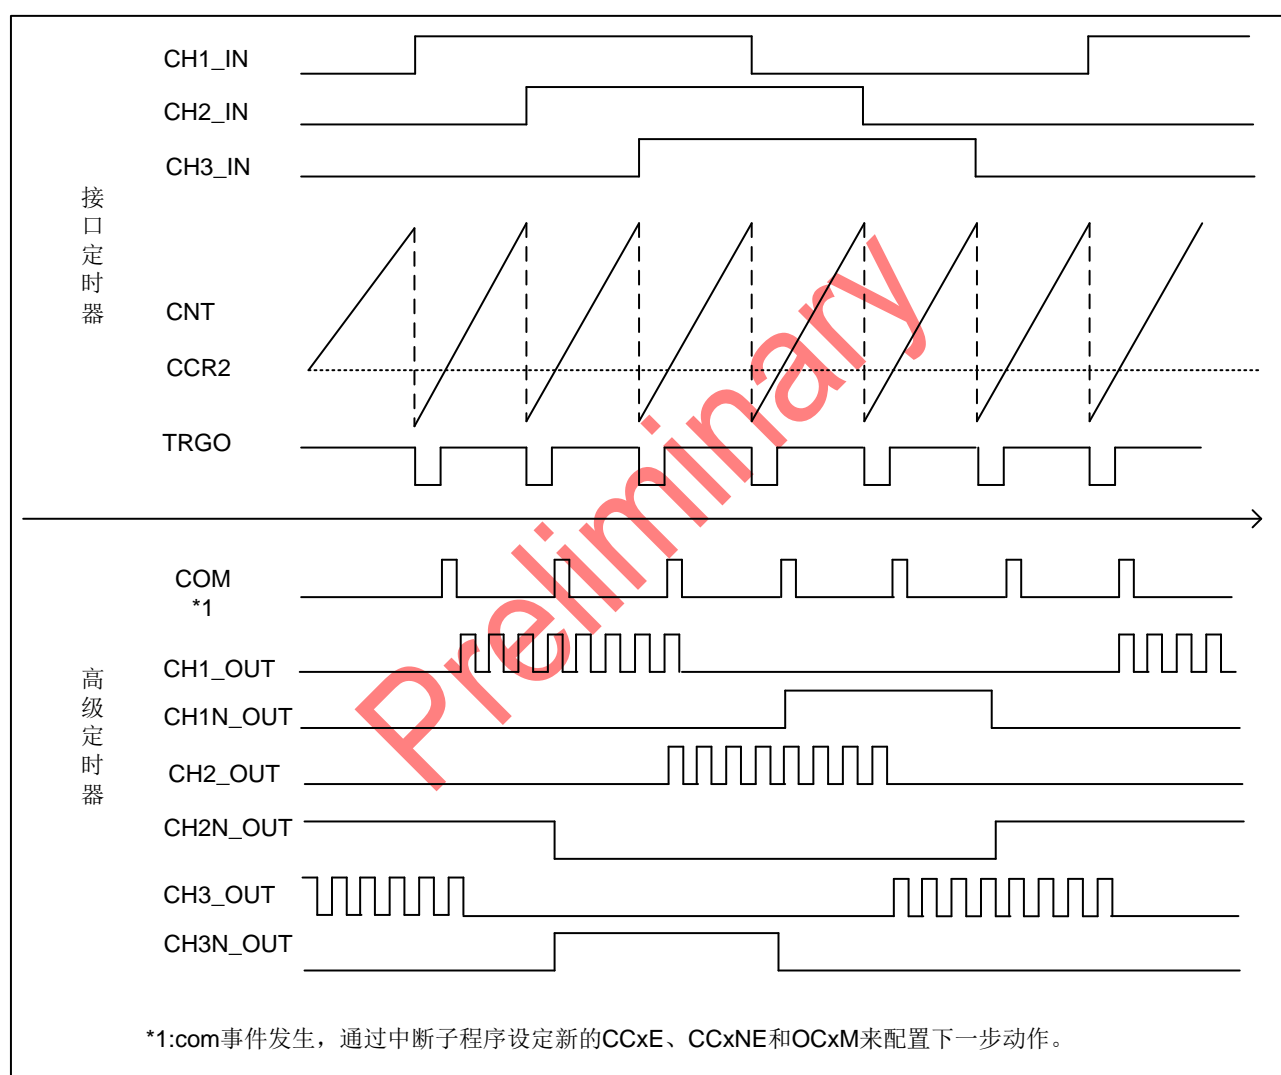 CH1_IN
CH2_IN
CH3_IN
接口定时器
CNT
CCR2
TRGO
Preliminary
COM
*1
CH1_OUT
高级定时器
CH1N_OUT
CH2_OUT
CH2N_OUT
CH3_OUT
CH3N_OUT
*1:com事件发生，通过中断子程序设定新的CCxE、CCxNE和OCxM来配置下一步动作。